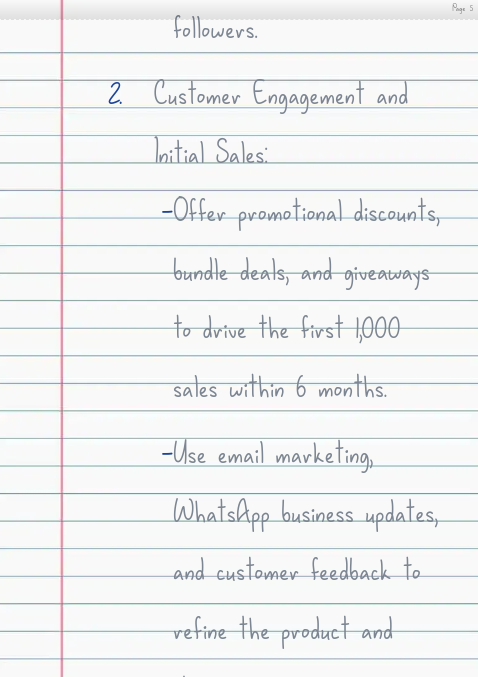 Page 5
followers.
2. Customer Engagement and
Initial Sales:
-Offer promotional discounts,
bundle deals, and giveaways
to drive the first 1,000
sales within 6 months.
-Use email marketing,
WhatsApp business updates,
and customer feedback to
refine the product and